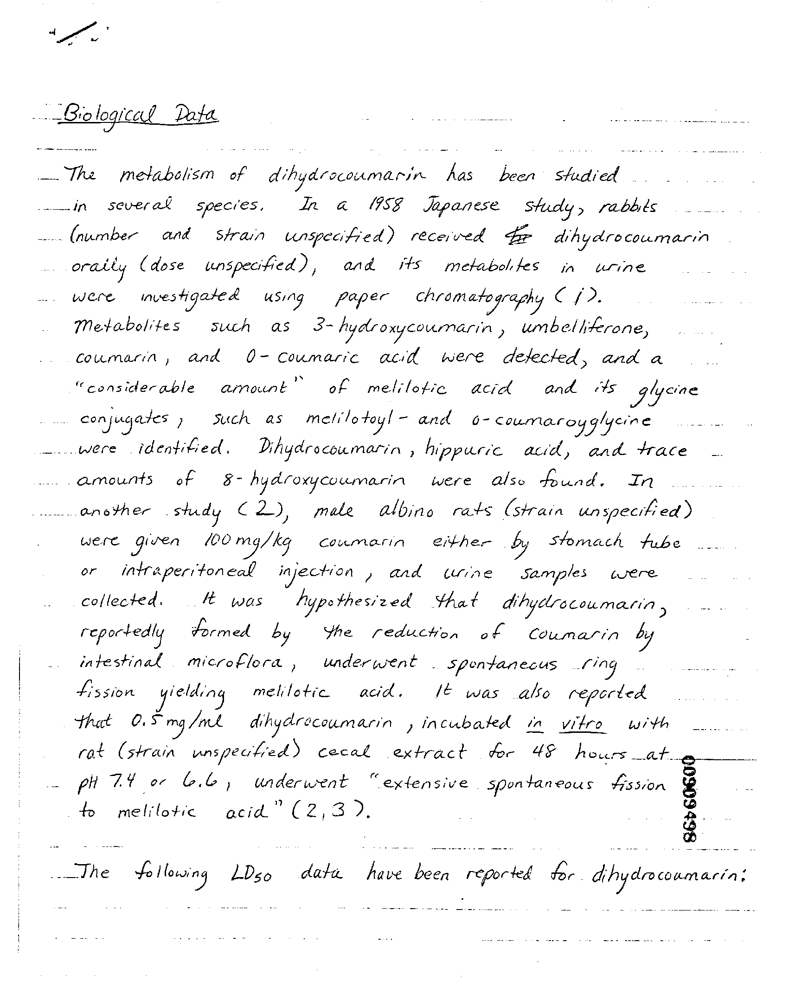 Biological Data
The metabolism of dihydrocoumarin has been studied
in several species. In a 1958 Japanese study, rabbits
(number and strain unspecified) received dihydrocoumarin
orally (dose unspecified), and its metabolites in urine
were investigated using paper chromatography (1).
Metabolites such as 3-hydroxycoumarin, umbelliferone,
coumarin, and O-coumaric acid were detected, and a
"considerable amount" of melilotic acid and its glycine
conjugates, such as melilotoyl- and o-coumaroyglycine
were identified. Dihydrocoumarin, hippuric acid, and trace
amounts of 8-hydroxycoumarin were also found. In
another study (2), male albino rats (strain unspecified)
were given 100mg/kg coumarin either by stomach tube
or intraperitoneal injection, and urine samples were
collected. It was hypothesized that dihydrocoumarin,
reportedly formed by the reduction of coumarin by
intestinal microflora, underwent spontaneous ring
fission yielding melilotic acid. It was also reported
that 0.5mg/ml dihydrocoumarin, incubated in vitro with
rat (strain unspecified) cecal extract for 48 hours at
pH 7.4 or 6.6, underwent "extensive spontaneous fission
to melilotic acid" (2,3).
00909498
The following LD50 data have been reported for dihydrocoumarin: